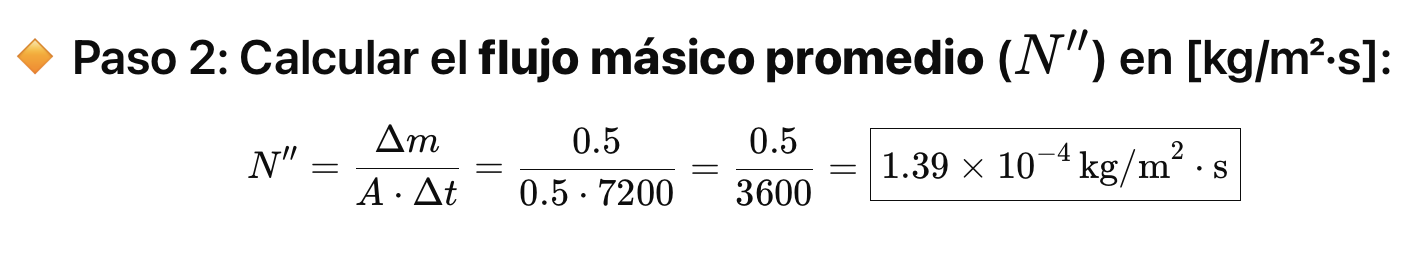 🔶 Paso 2: Calcular el flujo másico promedio (N″) en [kg/m²·s]:
N″ = Δm / (A · Δt) = 0.5 / (0.5 · 7200) = 0.5 / 3600 = 1.39 × 10⁻⁴ kg/m² · s